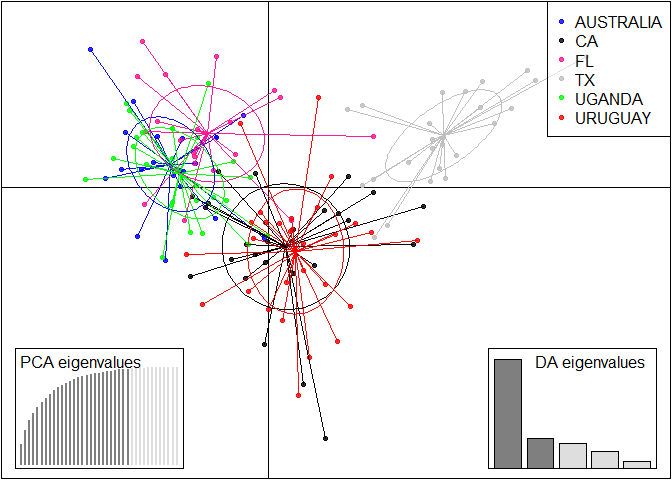 AUSTRALIA
CA
FL
TX
UGANDA
URUGUAY
PCA eigenvalues
DA eigenvalues